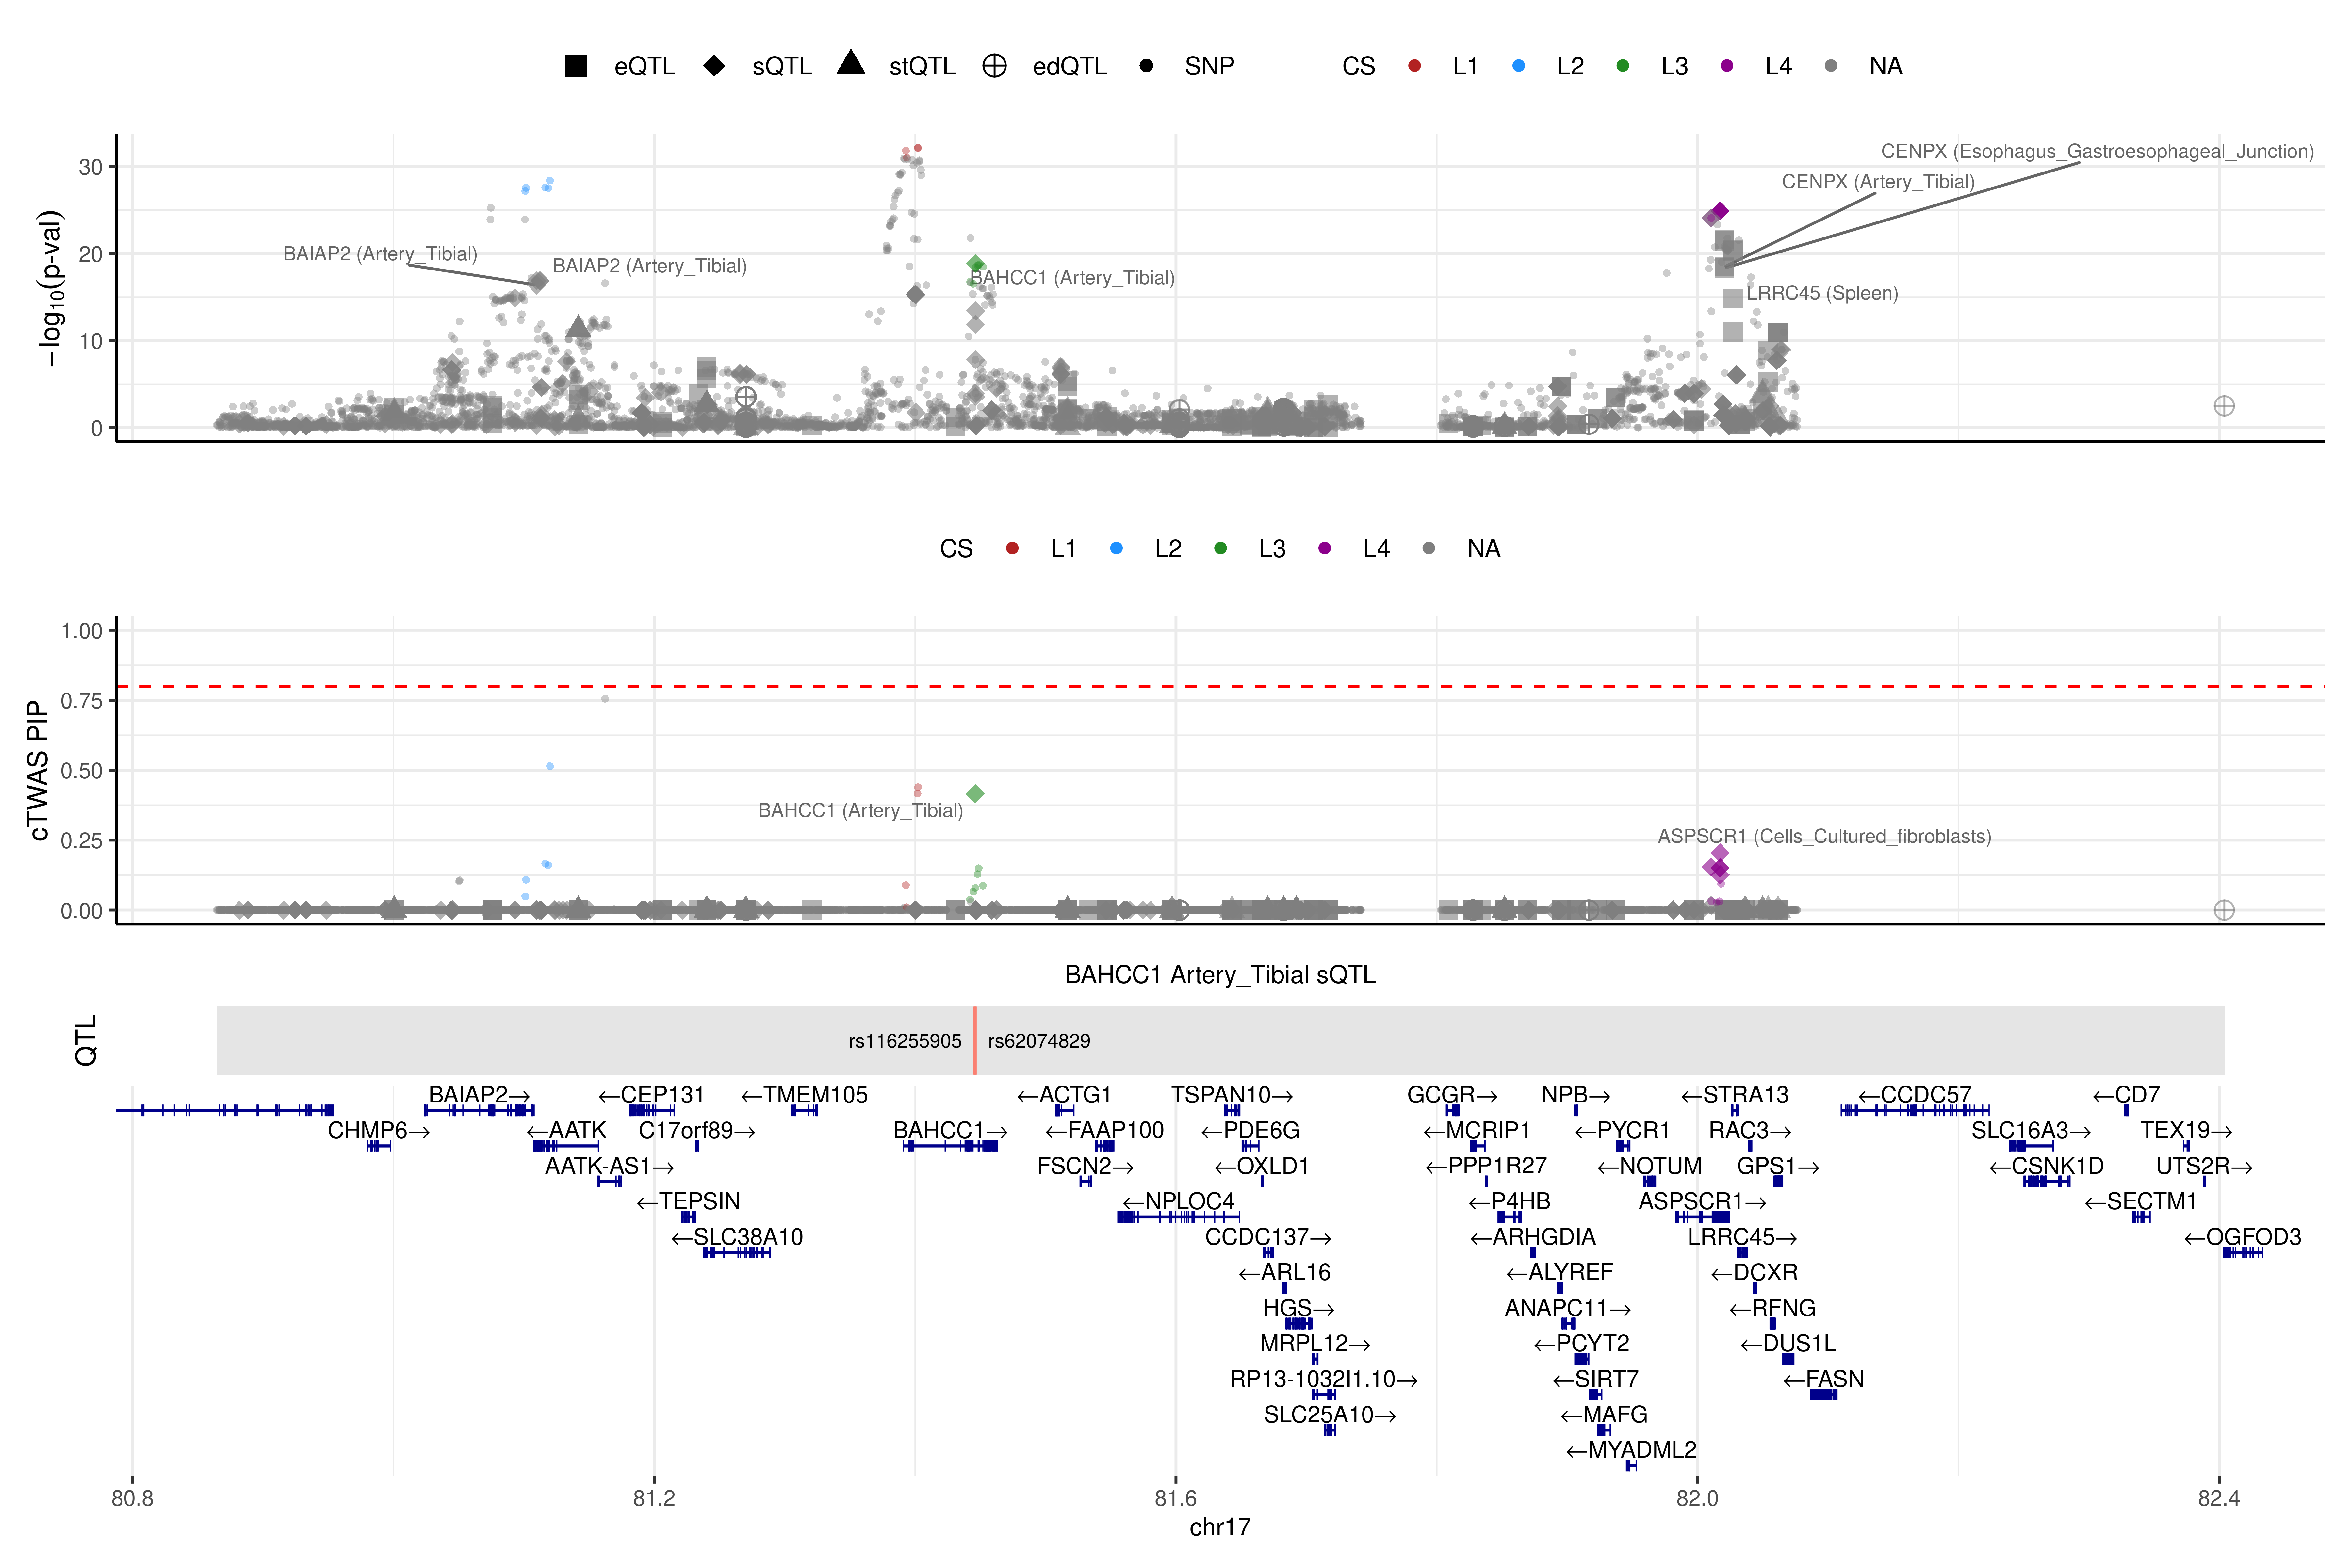 eQTL sQTL stQTL edQTL SNP CS L1 L2 L3 L4 NA
−log10(p-val)
30
20
10
0
CENPX (Esophagus_Gastroesophageal_Junction)
CENPX (Artery_Tibial)
BAIAP2 (Artery_Tibial)
BAIAP2 (Artery_Tibial)
BAHCC1 (Artery_Tibial)
LRRC45 (Spleen)
CS L1 L2 L3 L4 NA
cTWAS PIP
1.00
0.75
0.50
0.25
0.00
BAHCC1 (Artery_Tibial)
ASPSCR1 (Cells_Cultured_fibroblasts)
BAHCC1 Artery_Tibial sQTL
QTL
rs116255905 rs62074829
BAIAP2→ ←CEP131 ←TMEM105 ←ACTG1 TSPAN10→ GCGR→ NPB→ ←STRA13 ←CCDC57 ←CD7
CHMP6→ ←AATK C17orf89→ BAHCC1→ ←FAAP100 ←PDE6G ←MCRIP1 ←PYCR1 RAC3→ SLC16A3→ TEX19→
AATK-AS1→ FSCN2→ ←OXLD1 ←PPP1R27 ←NOTUM GPS1→ ←CSNK1D UTS2R→
←TEPSIN ←NPLOC4 ←P4HB ASPSCR1→ ←SECTM1
←SLC38A10 CCDC137→ ←ARHGDIA LRRC45→ ←OGFOD3
←ARL16 ←ALYREF ←DCXR
HGS→ ANAPC11→ ←RFNG
MRPL12→ ←PCYT2 ←DUS1L
RP13-1032I1.10→ ←SIRT7 ←FASN
SLC25A10→ ←MAFG
←MYADML2
80.8 81.2 81.6 82.0 82.4
chr17